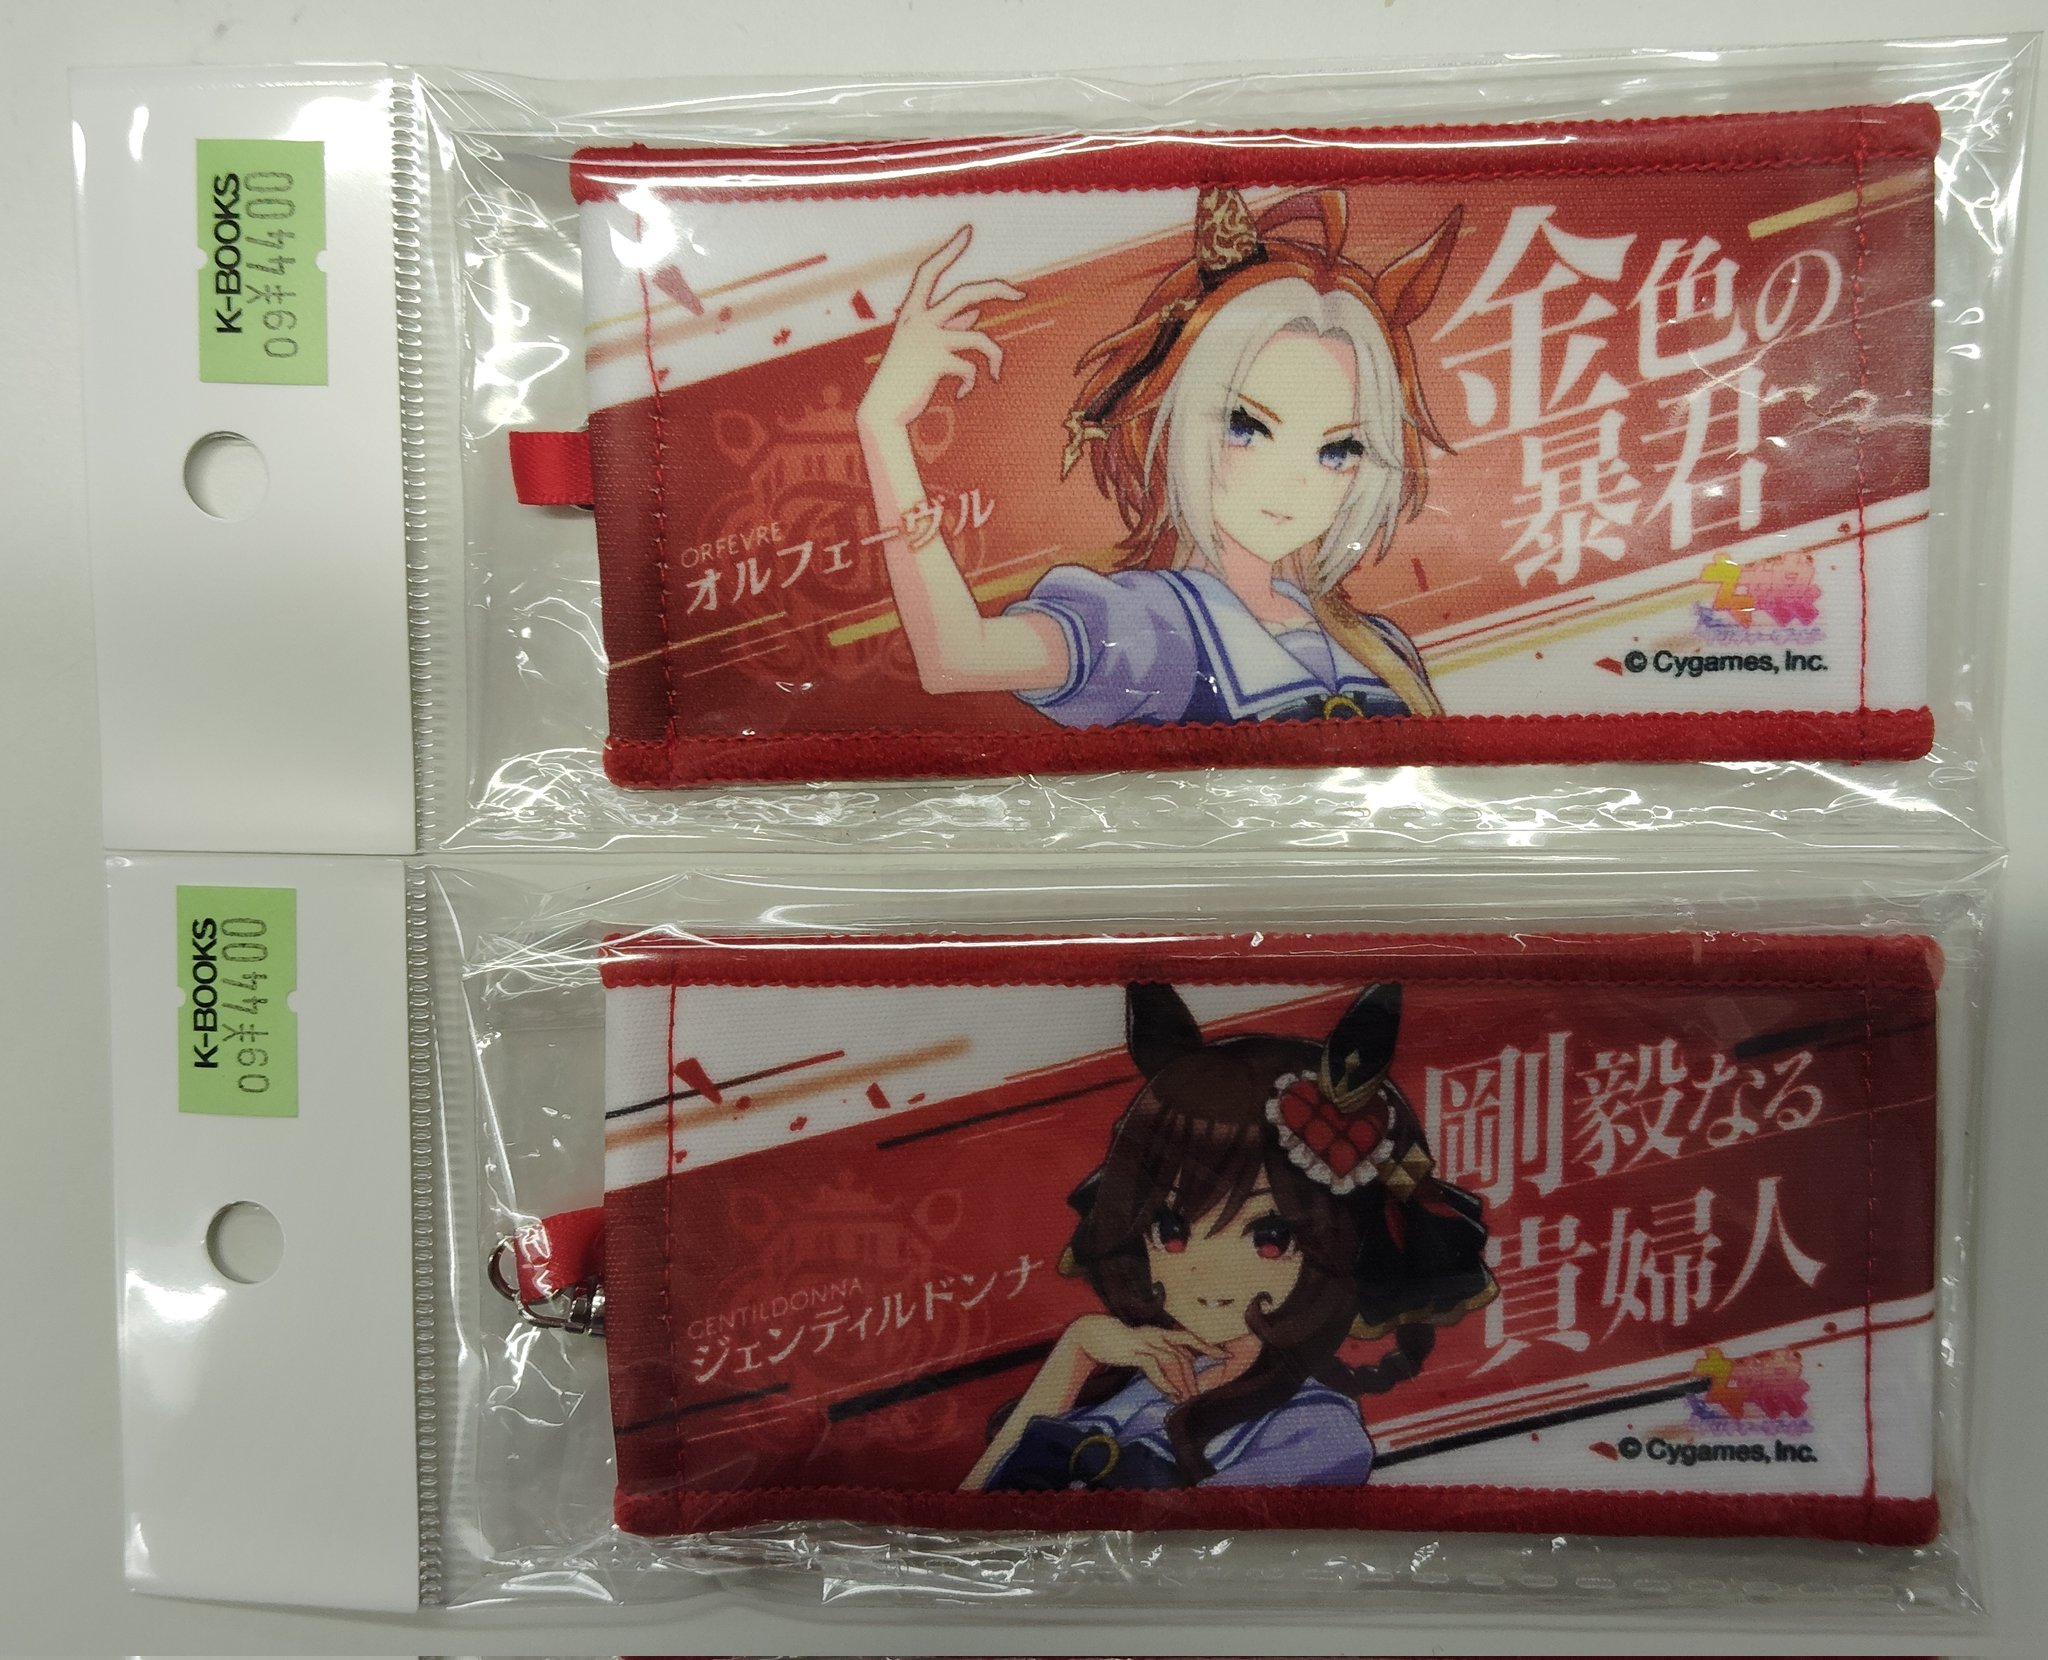 K-BOOKS
09¥4400
金色の
暴君
ORFEVRE
オルフェーヴル
© Cygames, Inc.
K-BOOKS
09¥4400
剛毅なる
貴婦人
GENTILDONNA
ジェンティルドンナ
© Cygames, Inc.